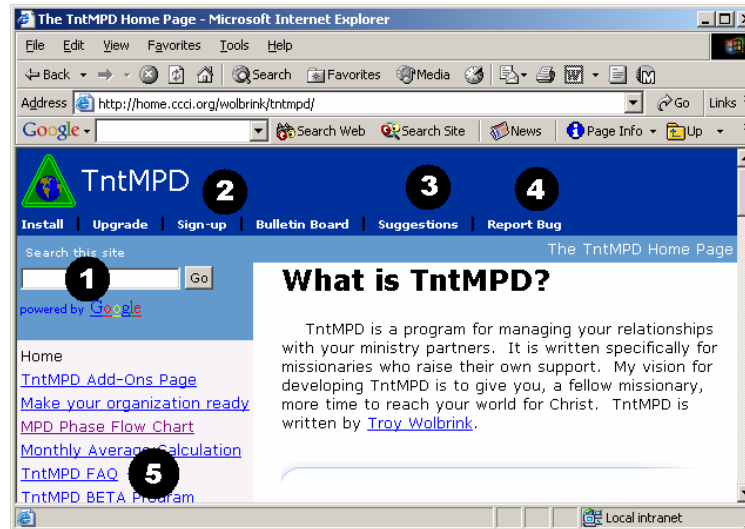 The TntMPD Home Page - Microsoft Internet Explorer
File Edit View Favorites Tools Help
Back Search Favorites Media
Address http://home.ccci.org/wolbrink/tntmpd/ Go Links
Google Search Web Search Site News Page Info Up
TntMPD
2 3 4
Install Upgrade Sign-up Bulletin Board Suggestions Report Bug
Search this site
The TntMPD Home Page
1 Go
powered by Google
What is TntMPD?
TntMPD is a program for managing your relationships
with your ministry partners. It is written specifically for
missionaries who raise their own support. My vision for
developing TntMPD is to give you, a fellow missionary,
more time to reach your world for Christ. TntMPD is
written by Troy Wolbrink.
Home
TntMPD Add-Ons Page
Make your organization ready
MPD Phase Flow Chart
Monthly Average Calculation
TntMPD FAQ 5
TntMPD BETA Program
Local intranet